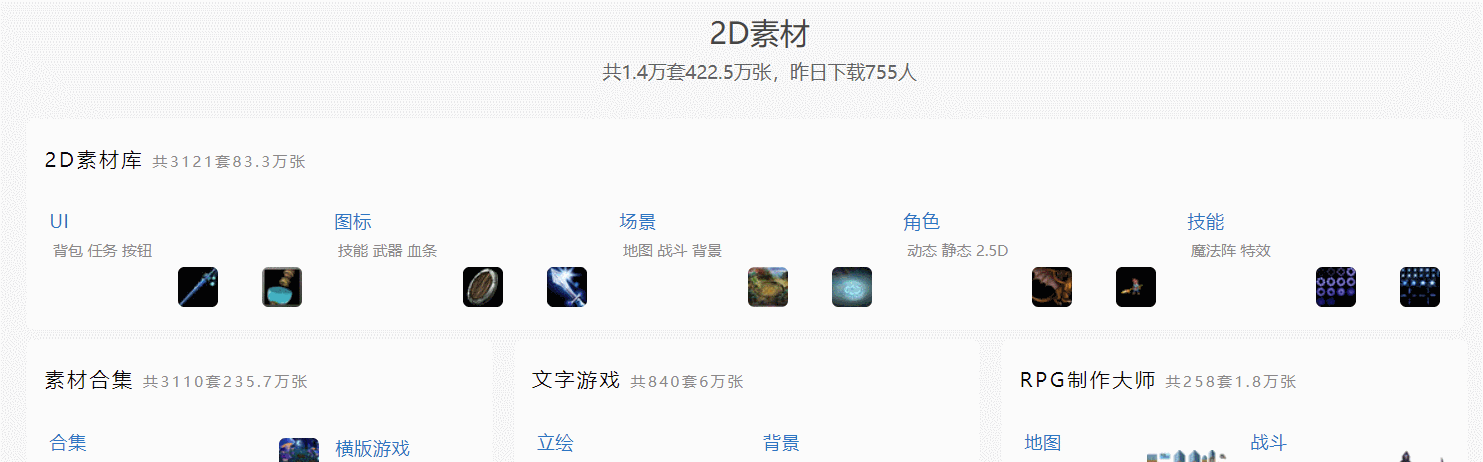 2D素材
共1.4万套422.5万张，昨日下载755人
2D素材库 共3121套83.3万张
UI 图标 场景 角色 技能
背包 任务 按钮 技能 武器 血条 地图 战斗 背景 动态 静态 2.5D 魔法阵 特效
素材合集 共3110套235.7万张 文字游戏 共840套6万张 RPG制作大师 共258套1.8万张
合集 横版游戏 立绘 背景 地图 战斗